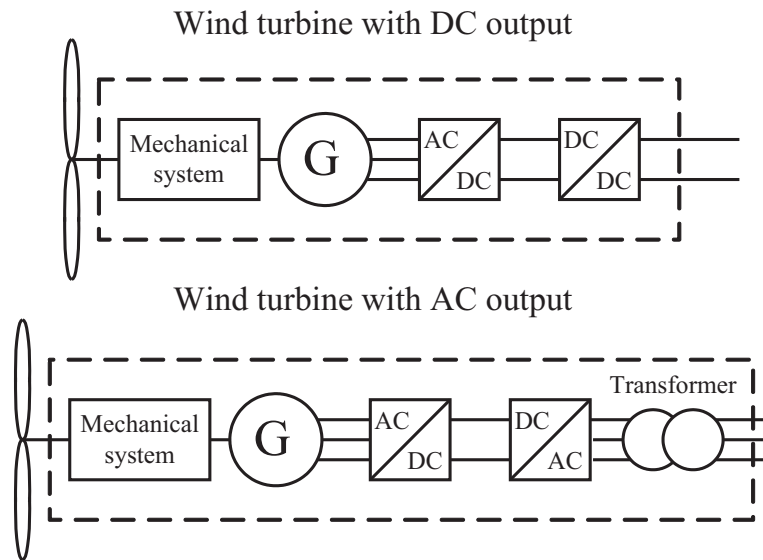 Wind turbine with DC output
Mechanical
system
G
AC
DC
DC
DC
Wind turbine with AC output
Transformer
Mechanical
system
G
AC
DC
DC
AC